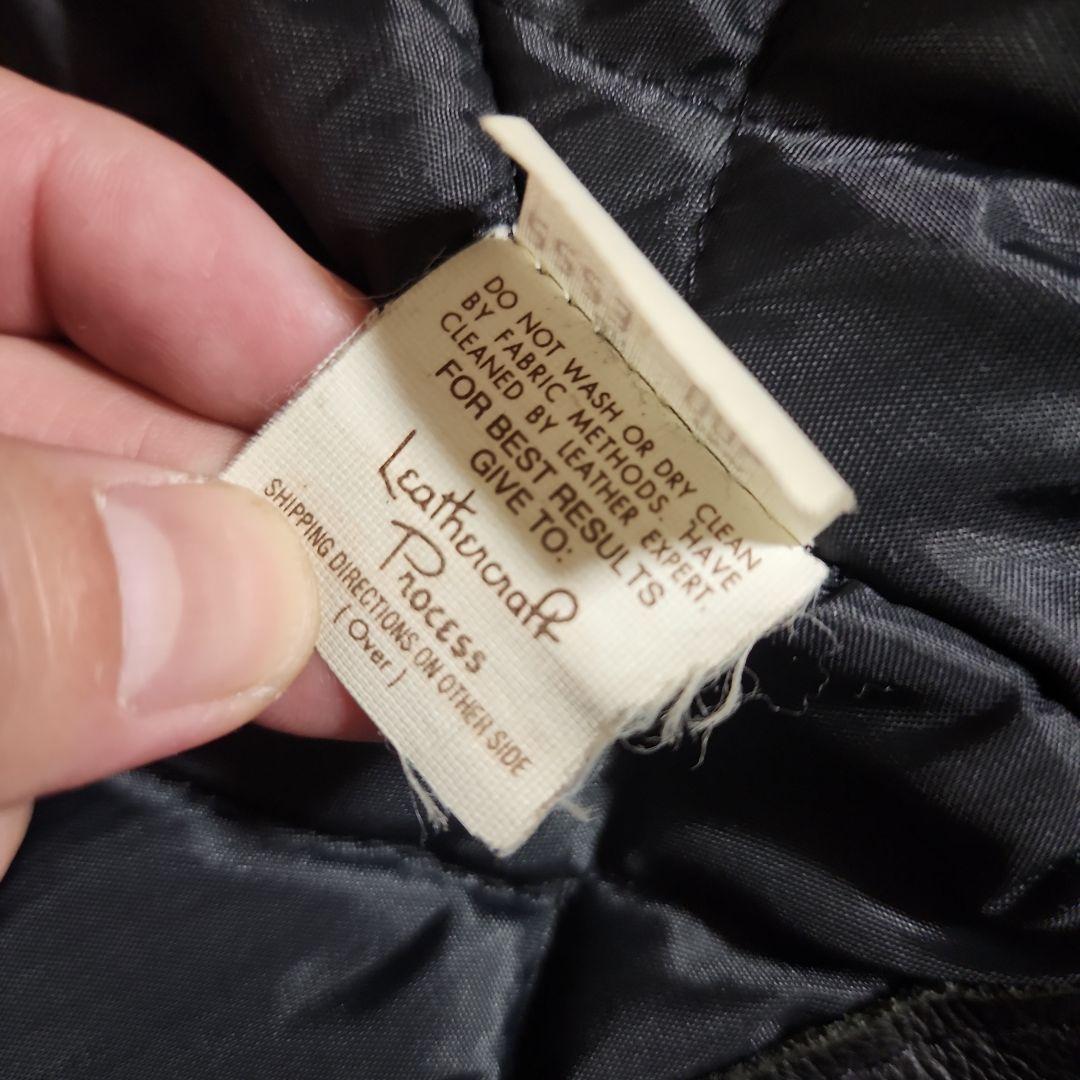 DO NOT WASH OR DRY CLEAN
BY FABRIC METHODS. HAVE
CLEANED BY LEATHER EXPERT.
FOR BEST RESULTS
GIVE TO:
Leathercraft
Process
SHIPPING DIRECTIONS ON OTHER SIDE
(Over)